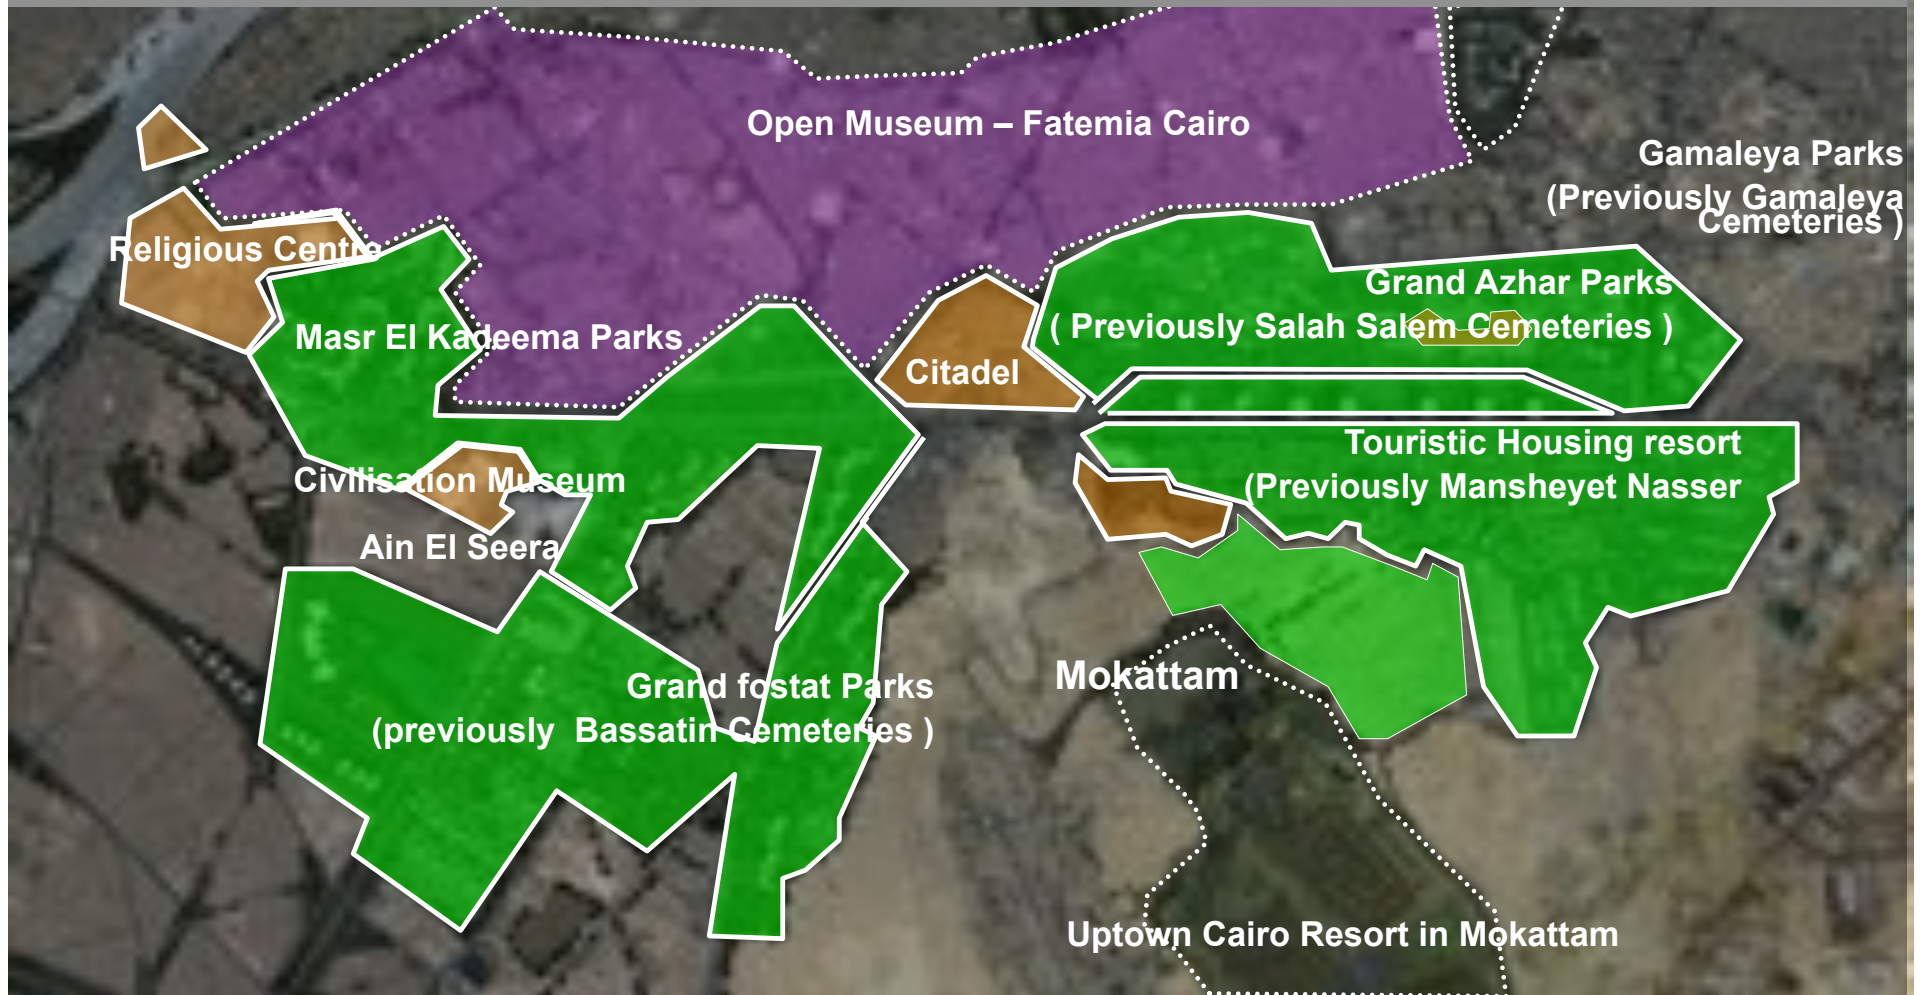 Open Museum – Fatemia Cairo
Gamaleya Parks
(Previously Gamaleya
Cemeteries )
Religious Centre
Grand Azhar Parks
( Previously Salah Salem Cemeteries )
Masr El Kadeema Parks
Citadel
Touristic Housing resort
(Previously Mansheyet Nasser
Civilisation Museum
Ain El Seera
Mokattam
Grand fostat Parks
(previously  Bassatin Cemeteries )
Uptown Cairo Resort in Mokattam